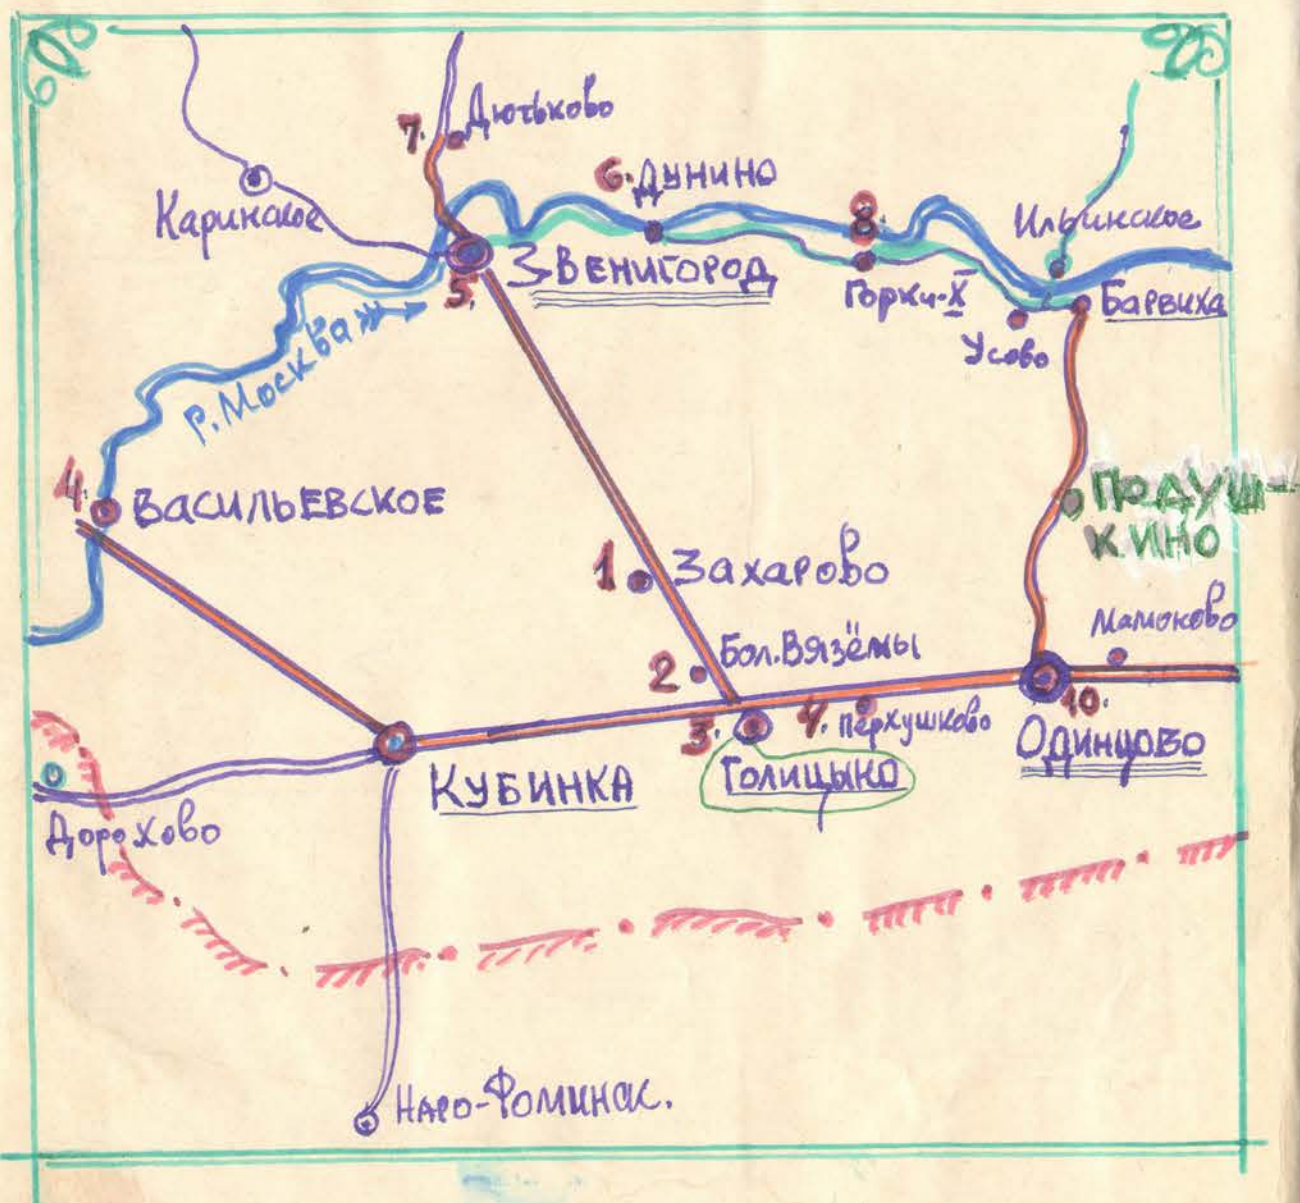 7. Дютьково
6. Дунино
Каринское
8.
Ильинское
5.
Звенигород
Горки-X
Барвиха
Усово
р. Москва
4. Васильевское
Подуш-
кино
1 Захарово
Мамоново
2 Бол. Вязёмы
3.
Голицыно
9. Перхушково
10.
Одинцово
Кубинка
Дорохово
Наро-Фоминск.